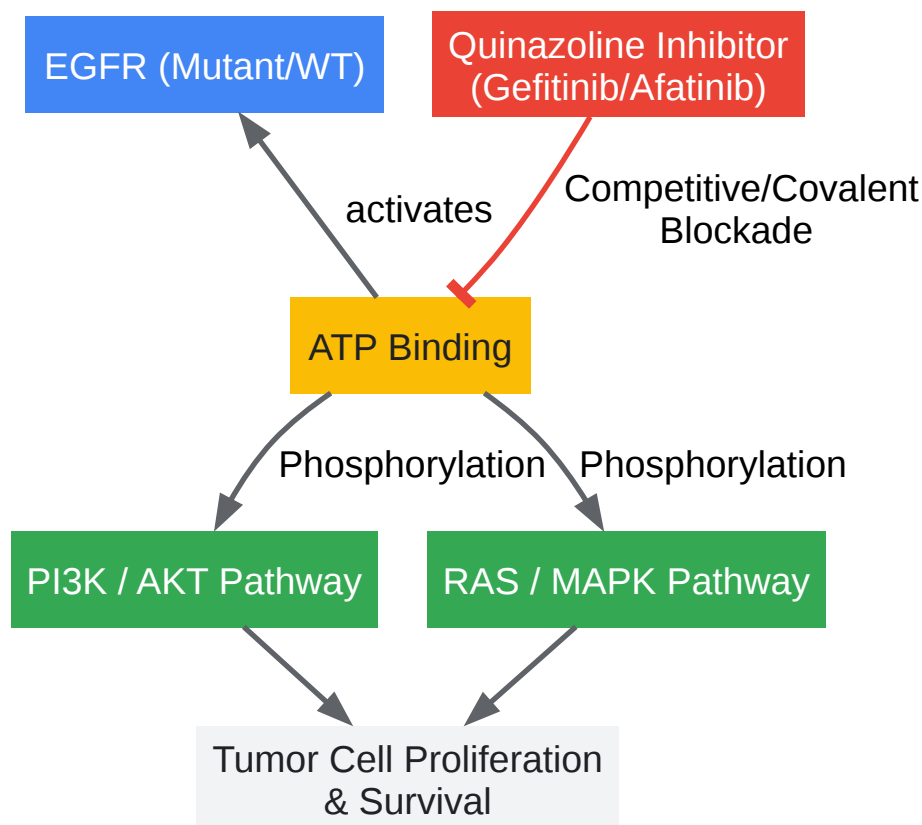 EGFR (Mutant/WT)
Quinazoline Inhibitor
(Gefitinib/Afatinib)
activates
Competitive/Covalent
Blockade
ATP Binding
Phosphorylation
Phosphorylation
PI3K / AKT Pathway
RAS / MAPK Pathway
Tumor Cell Proliferation
& Survival